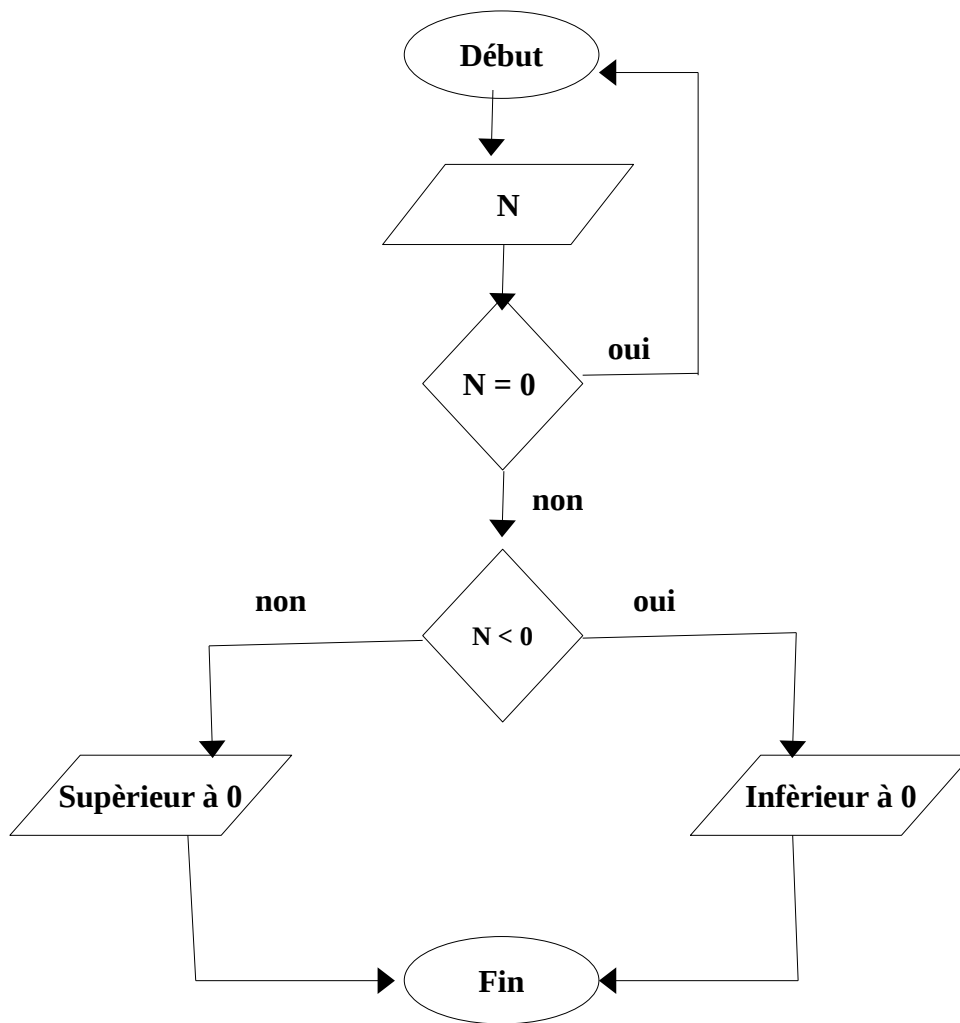 Début
N
oui
N = 0
non
non
oui
N < 0
Supèrieur à 0
Infèrieur à 0
Fin